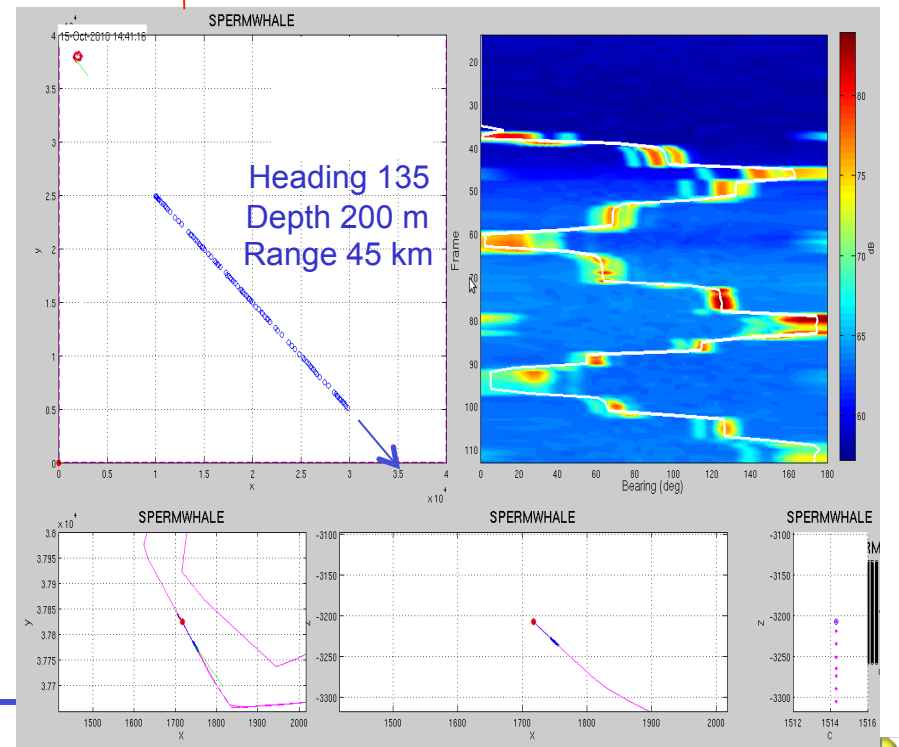 SPERMWHALE
x 10^4
15-Oct-2010 14:41:16
4
3.5
3
2.5
2
1.5
1
0.5
0
y
0 0.5 1 1.5 2 2.5 3 3.5 4
x
x 10^4
Heading 135
Depth 200 m
Range 45 km
20
30
40
50
60
70
80
90
100
110
Frame
0 20 40 60 80 100 120 140 160 180
Bearing (deg)
80
75
70
65
60
dB
SPERMWHALE
x 10^4
3.8
3.795
3.79
3.785
3.78
3.775
3.77
y
1500 1600 1700 1800 1900 2000
X
SPERMWHALE
-3100
-3150
-3200
-3250
-3300
z
1500 1600 1700 1800 1900 2000
X
SPERMWHALE
-3100
-3150
-3200
-3250
-3300
z
1512 1514 1516
C